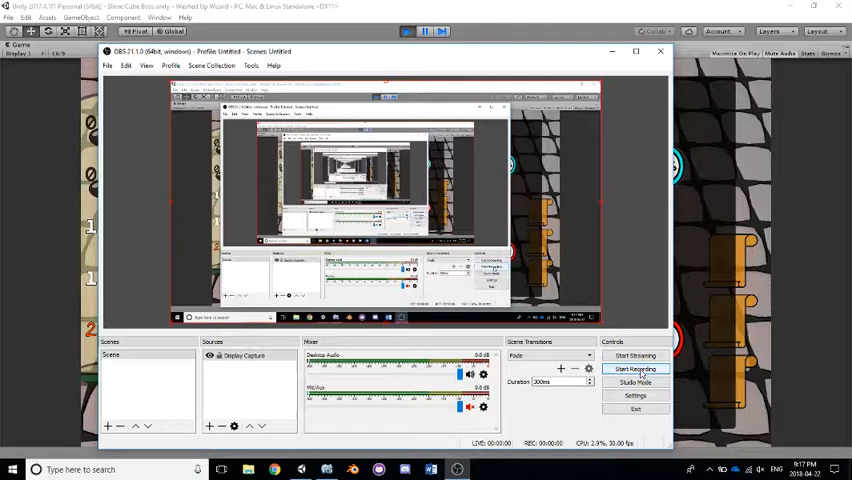 Unity 2017.4.1f1 Personal (64bit) - Slime Cube Boss.unity - Washed Up Wizard - PC, Mac & Linux Standalone <DX11>
File Edit Assets GameObject Component Window Help
Collab Account Layers Layout
Game
Display 1 16:9
Maximize On Play Mute Audio Stats Gizmos
OBS 21.1.0 (64bit, windows) - Profile Untitled - Scenes: Untitled
File Edit View Profile Scene Collection Tools Help
Scenes
Scene
Sources
Display Capture
Mixer
Desktop Audio 0.0 dB
Mic/Aux 0.0 dB
Scene Transitions
Fade
Duration 300ms
Controls
Start Streaming
Start Recording
Studio Mode
Settings
Exit
LIVE: 00:00:00 REC: 00:00:00 CPU: 2.9%, 30.00 fps
Type here to search
9:17 PM
2018-04-22